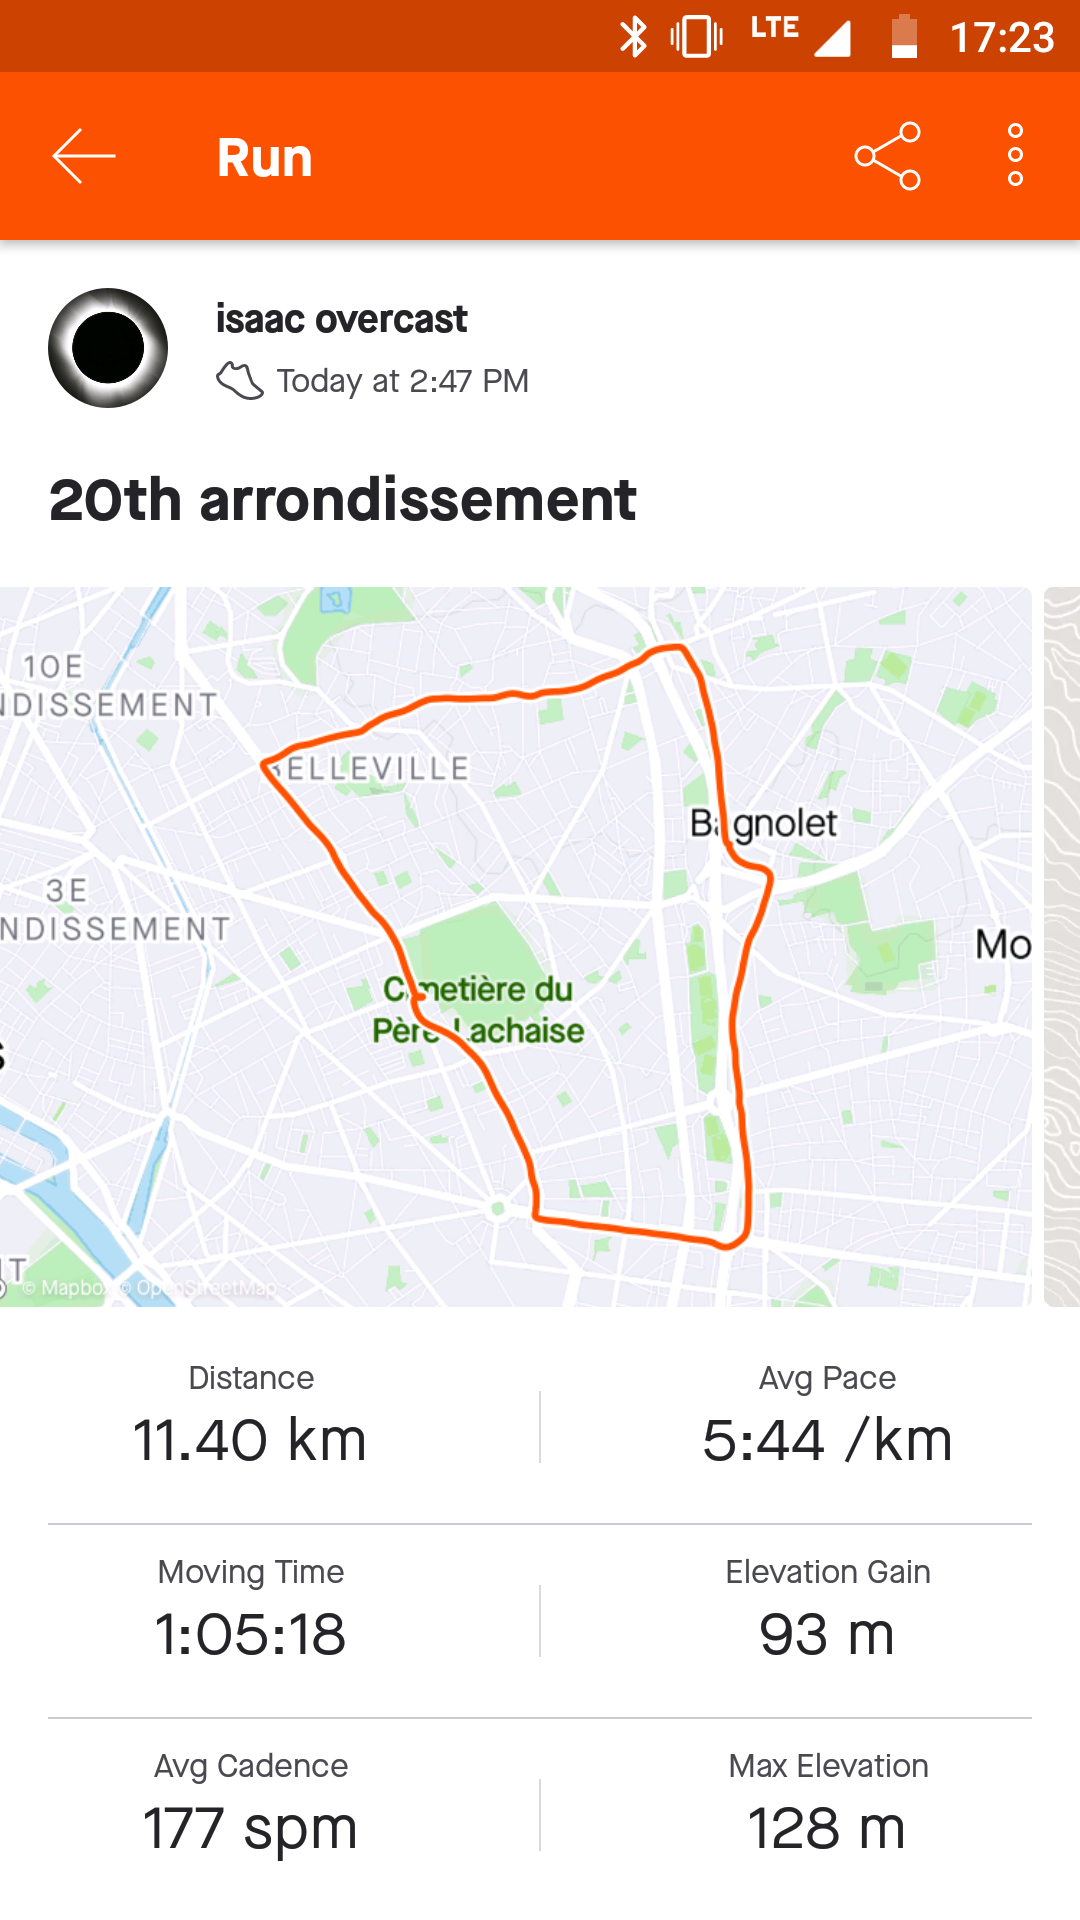 LTE 17:23
Run
isaac overcast
Today at 2:47 PM
20th arrondissement
10E
NDISSEMENT
ELLEVILLE
Bagnolet
3E
NDISSEMENT
Mo
Cimetière du
Père Lachaise
© Mapbox © OpenStreetMap
Distance
11.40 km
Avg Pace
5:44 /km
Moving Time
1:05:18
Elevation Gain
93 m
Avg Cadence
177 spm
Max Elevation
128 m